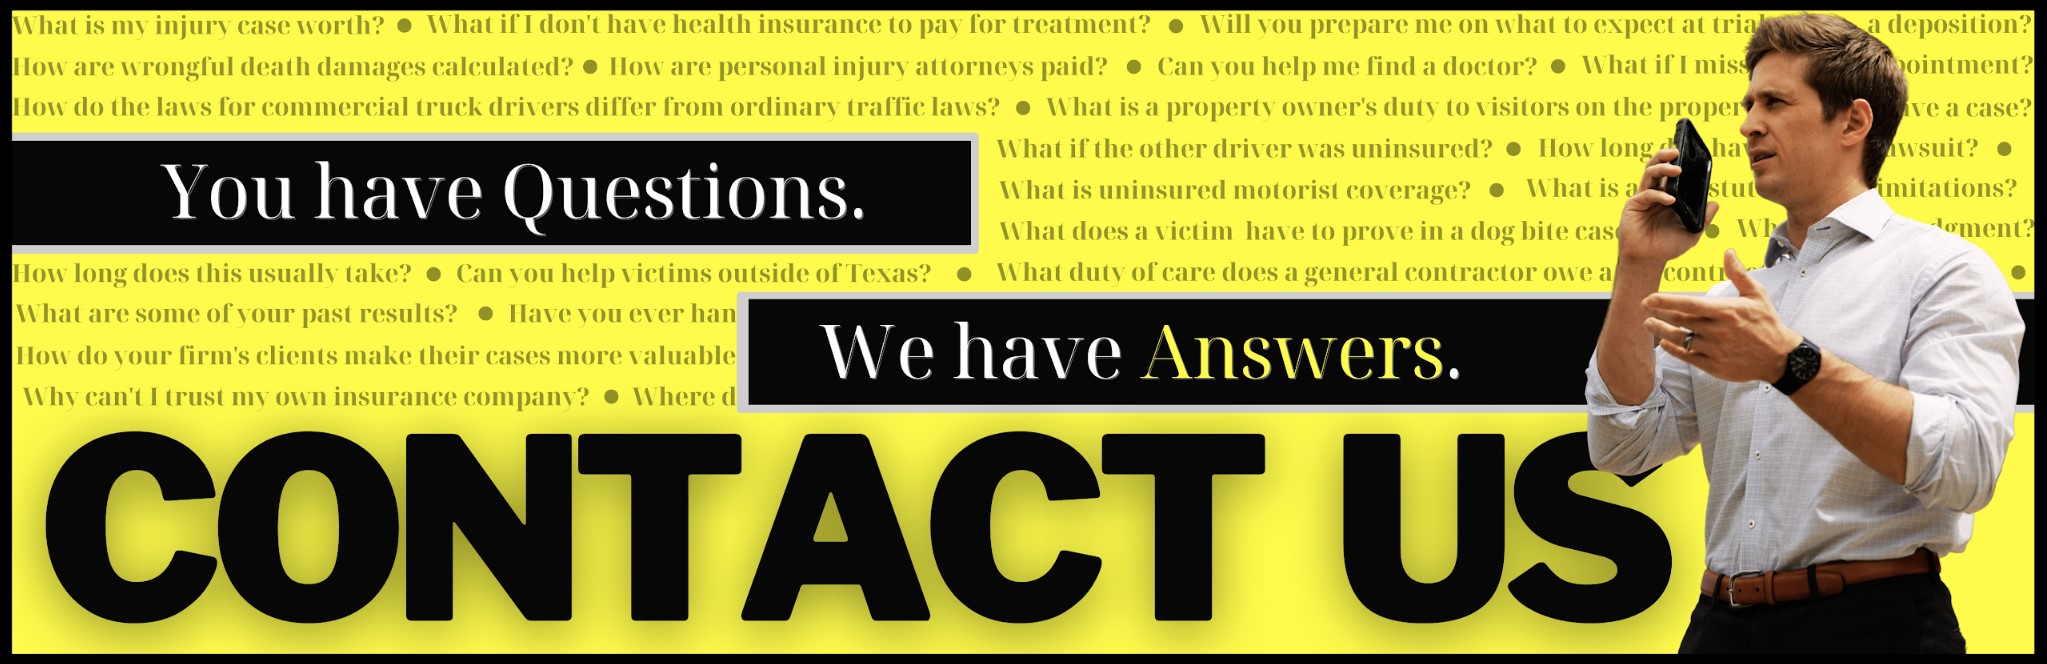 What is my injury case worth? ● What if I don't have health insurance to pay for treatment? ● Will you prepare me on what to expect at trial a deposition?
How are wrongful death damages calculated? ● How are personal injury attorneys paid? ● Can you help me find a doctor? ● What if I miss
How do the laws for commercial truck drivers differ from ordinary traffic laws? ● What is a property owner's duty to visitors on the a case?
You have Questions.
What if the other driver was uninsured? ● How long ●
What is uninsured motorist coverage? ● What is a
What does a victim have to prove in a dog bite ●
How long does this usually take? ● Can you help victims outside of Texas? ● What duty of care does a general contractor owe a ●
What are some of your past results? ● Have you ever
We have Answers.
How do your firm's clients make their cases more valuable
Why can't I trust my own insurance company? ● Where
CONTACT US